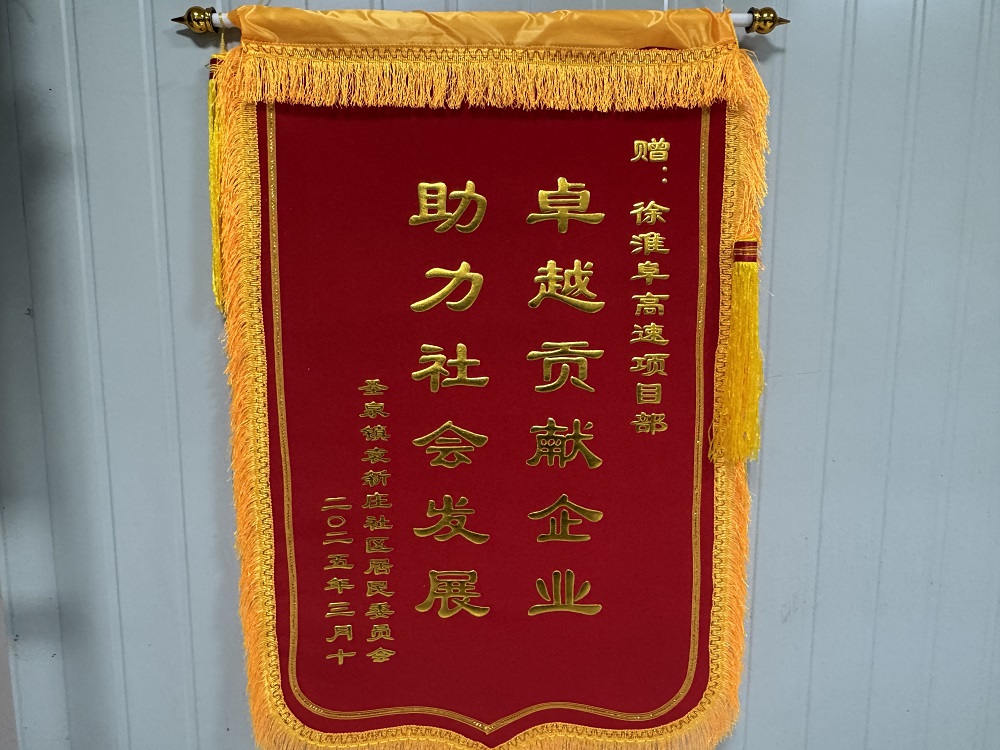 赠：徐淮阜高速项目部
卓越贡献企业
助力社会发展
圣泉镇袁新庄社区居民委员会
二〇二五年三月十